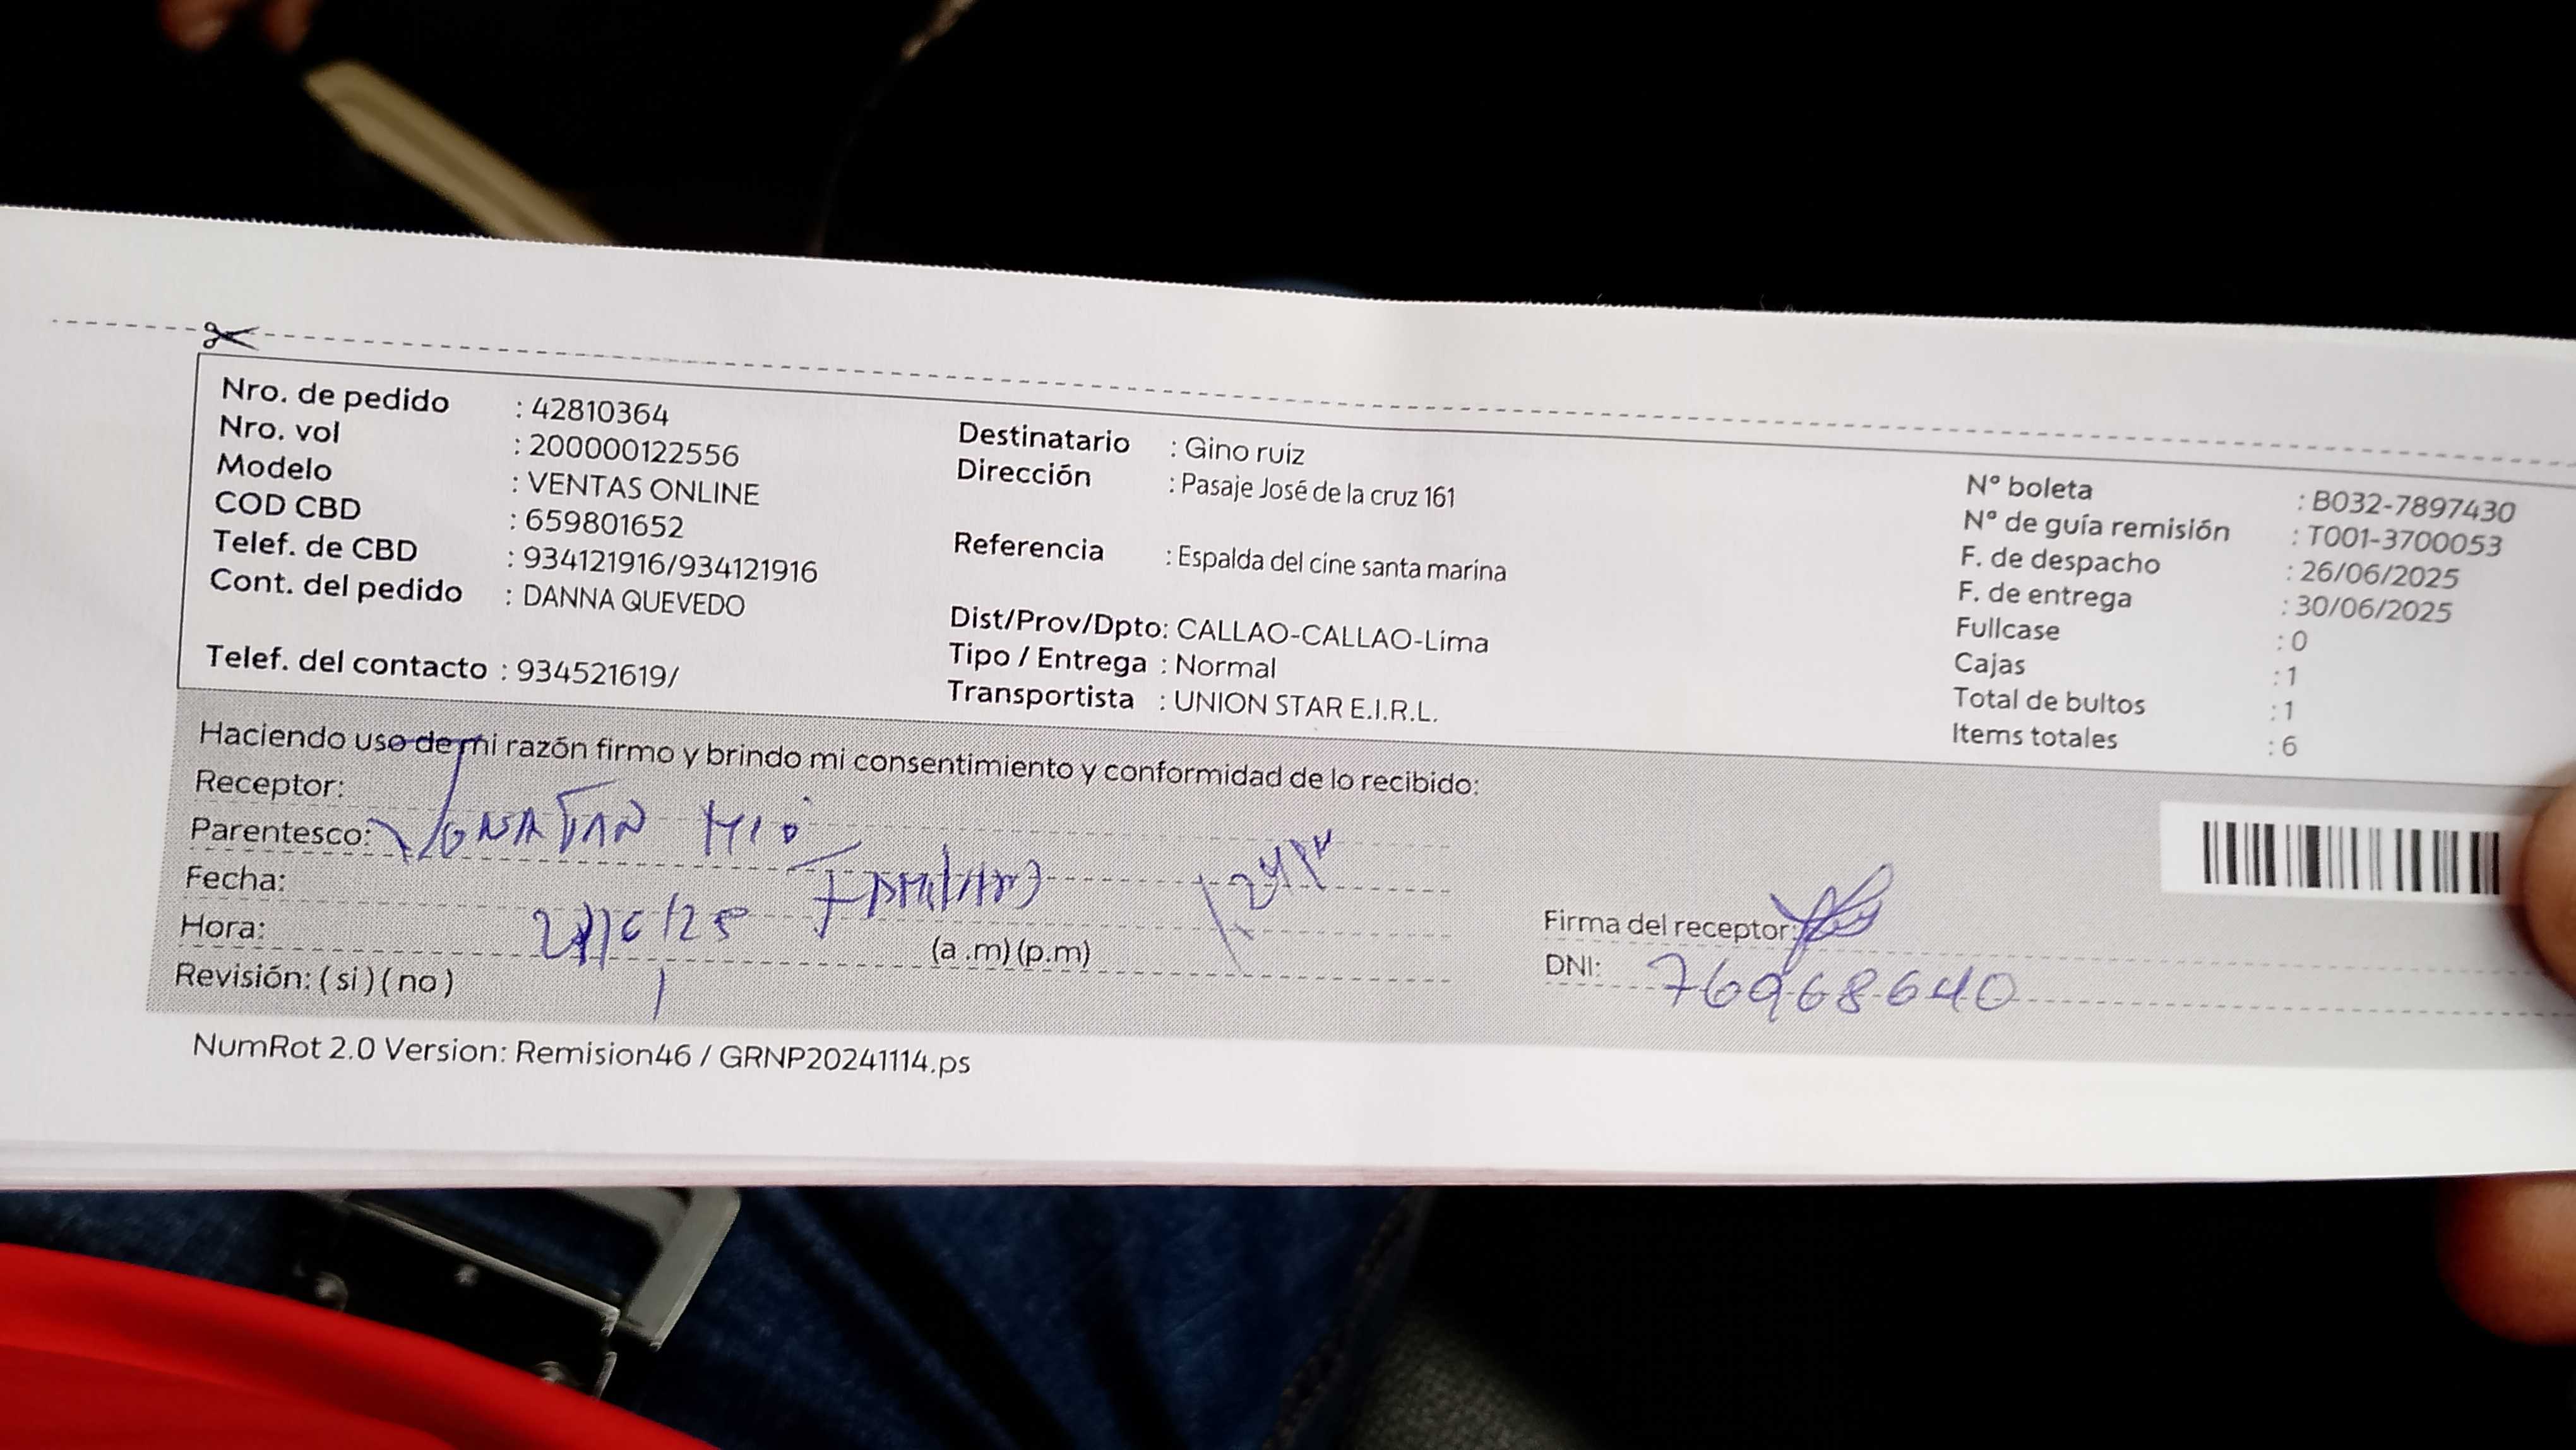 Nro. de pedido : 42810364
Nro. vol : 200000122556
Modelo : VENTAS ONLINE
COD CBD : 659801652
Telef. de CBD : 934121916/934121916
Cont. del pedido : DANNA QUEVEDO
Telef. del contacto : 934521619/
Destinatario : Gino ruiz
Dirección : Pasaje José de la cruz 161
Referencia : Espalda del cine santa marina
Dist/Prov/Dpto: CALLAO-CALLAO-Lima
Tipo / Entrega : Normal
Transportista : UNION STAR E.I.R.L.
N° boleta : B032-7897430
N° de guía remisión : T001-3700053
F. de despacho : 26/06/2025
F. de entrega : 30/06/2025
Fullcase : 0
Cajas : 1
Total de bultos : 1
Items totales : 6
Haciendo uso de mi razón firmo y brindo mi consentimiento y conformidad de lo recibido:
Receptor:
Parentesco: JONATAN MIO
Fecha:
Hora: (a .m) (p.m)
Revisión: ( si ) ( no )
Firma del receptor:
DNI: 76968640
NumRot 2.0 Version: Remision46 / GRNP20241114.ps